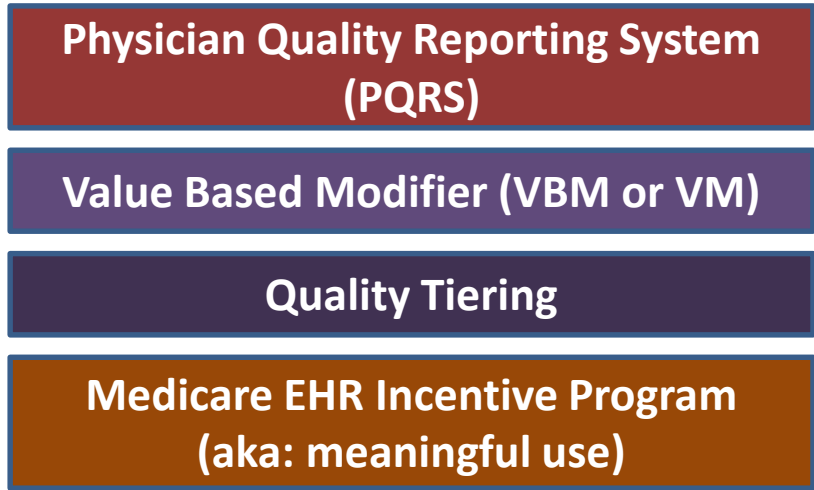 Physician Quality Reporting System
(PQRS)
Value Based Modifier (VBM or VM)
Quality Tiering
Medicare EHR Incentive Program
(aka: meaningful use)